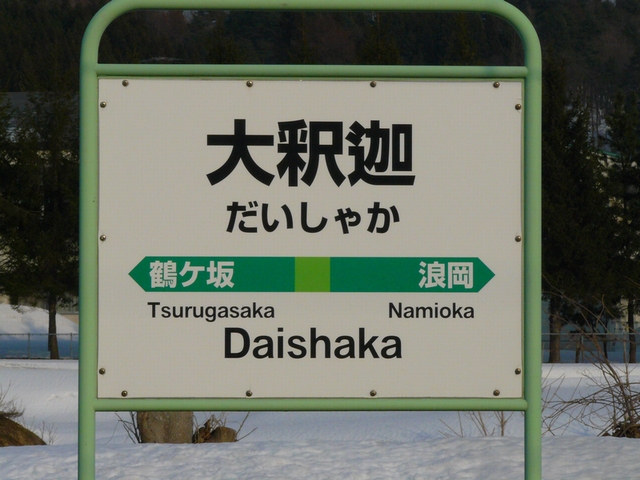 大釈迦
だいしゃか
鶴ケ坂 浪岡
Tsurugasaka Namioka
Daishaka